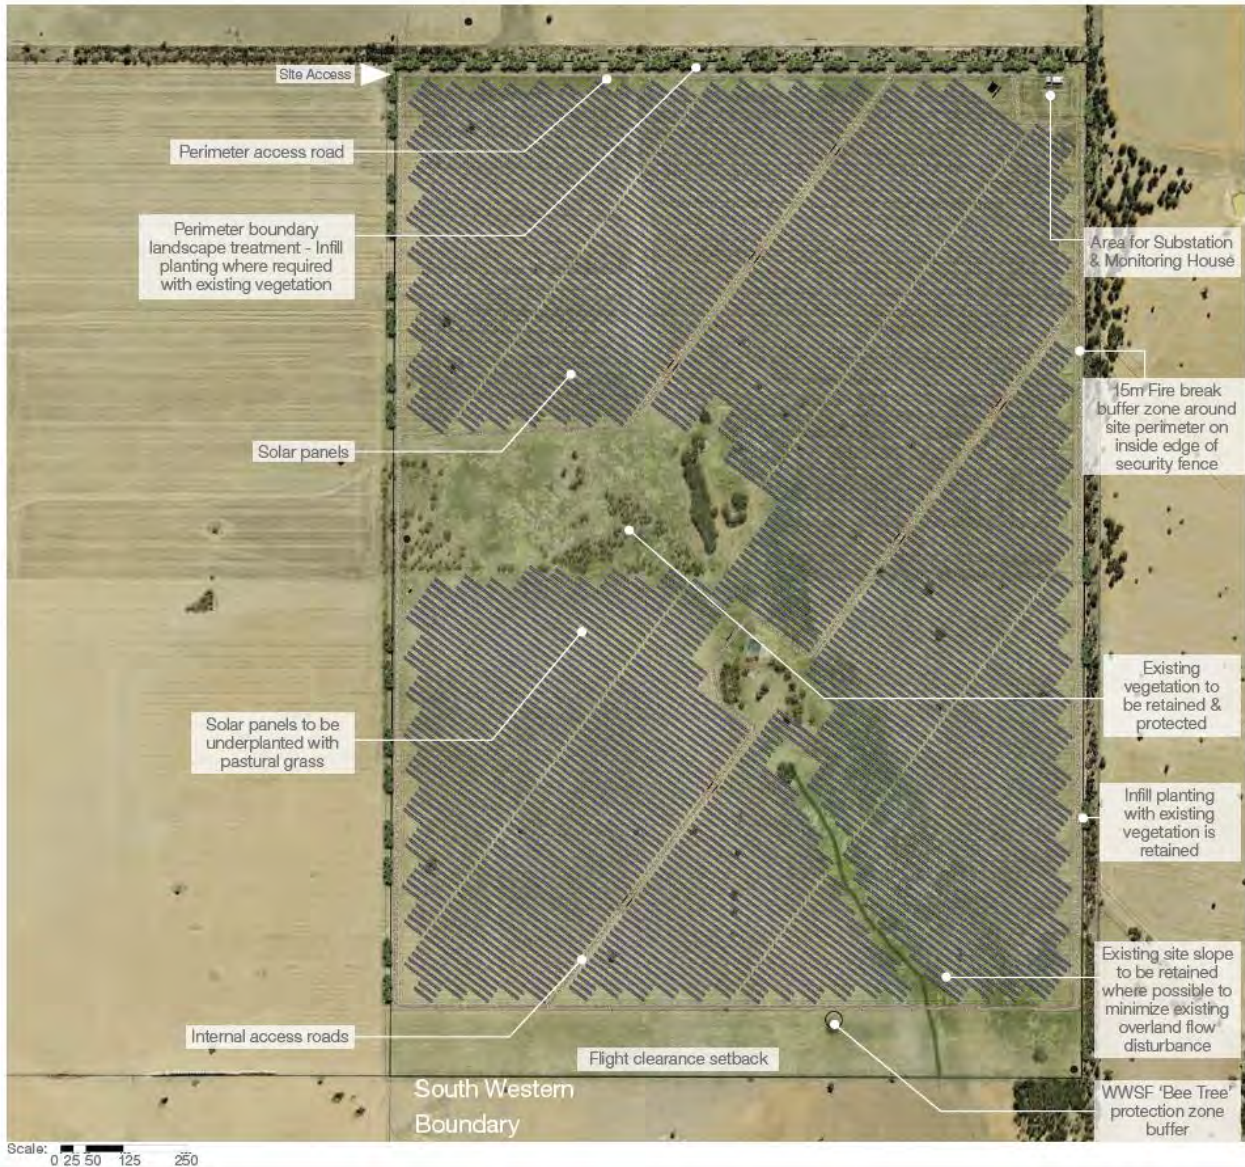 Site Access
Perimeter access road
Perimeter boundary
landscape treatment - Infill
planting where required
with existing vegetation
Area for Substation
& Monitoring House
15m Fire break
buffer zone around
site perimeter on
inside edge of
security fence
Solar panels
Existing
vegetation to
be retained &
protected
Solar panels to be
underplanted with
pastural grass
Infill planting
with existing
vegetation is
retained
Existing site slope
to be retained
where possible to
minimize existing
overland flow
disturbance
Internal access roads
Flight clearance setback
South Western
Boundary
WWSF 'Bee Tree'
protection zone
buffer
Scale:
0 25 50 125 250